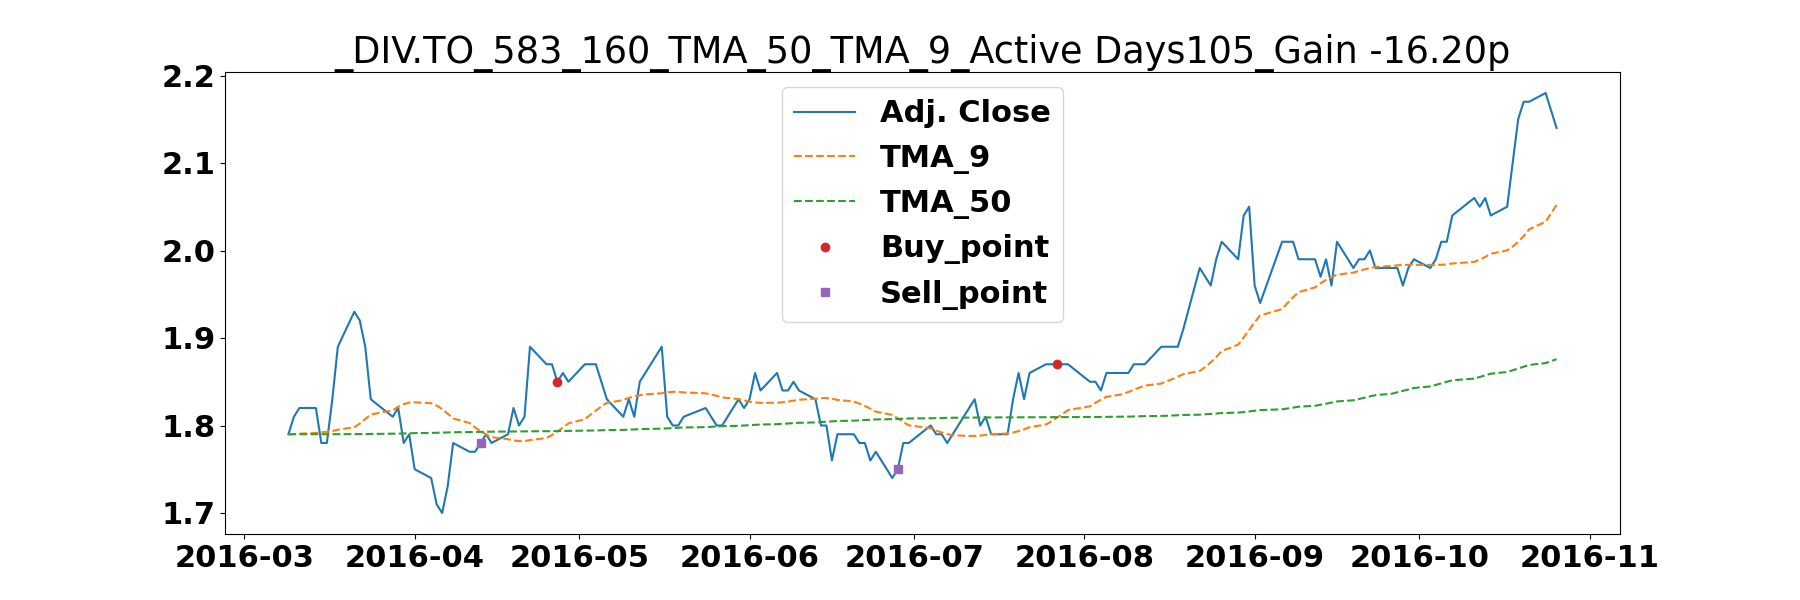 _DIV.TO_583_160_TMA_50_TMA_9_Active Days105_Gain -16.20p
2.2
2.1
2.0
1.9
1.8
1.7
Adj. Close
TMA_9
TMA_50
Buy_point
Sell_point
2016-03 2016-04 2016-05 2016-06 2016-07 2016-08 2016-09 2016-10 2016-11